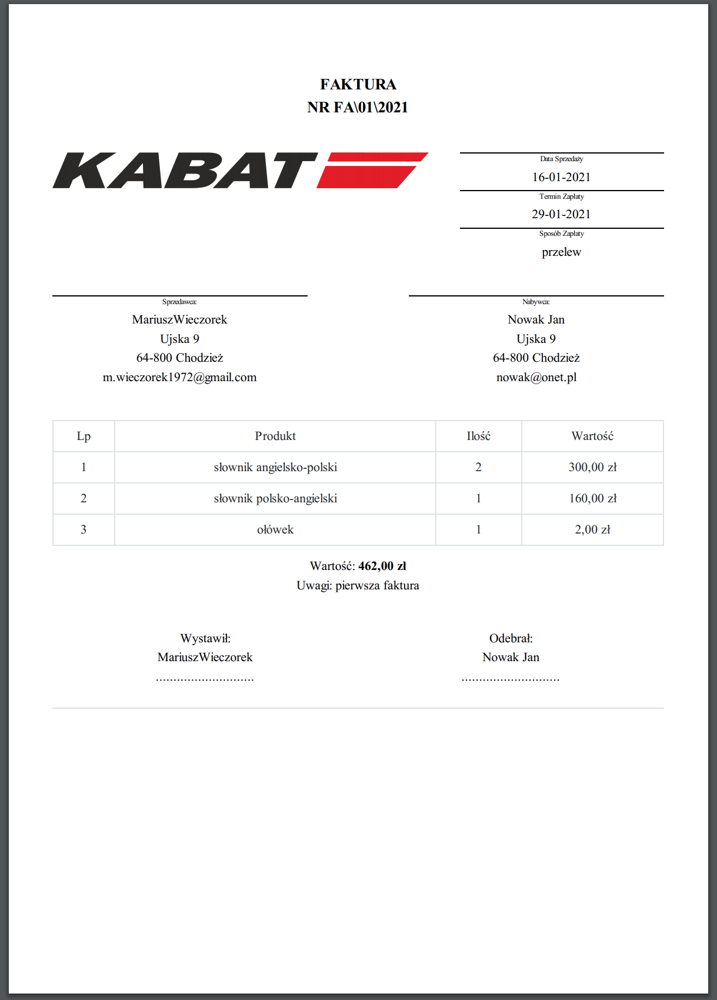 FAKTURA
NR FA\01\2021
KABAT
Data Sprzedaży
16-01-2021
Termin Zapłaty
29-01-2021
Sposób Zapłaty
przelew
Sprzedawca:
MariuszWieczorek
Ujska 9
64-800 Chodzież
m.wieczorek1972@gmail.com
Nabywca:
Nowak Jan
Ujska 9
64-800 Chodzież
nowak@onet.pl
Lp Produkt Ilość Wartość
1 słownik angielsko-polski 2 300,00 zł
2 słownik polsko-angielski 1 160,00 zł
3 ołówek 1 2,00 zł
Wartość: 462,00 zł
Uwagi: pierwsza faktura
Wystawił:
MariuszWieczorek
............................
Odebrał:
Nowak Jan
............................